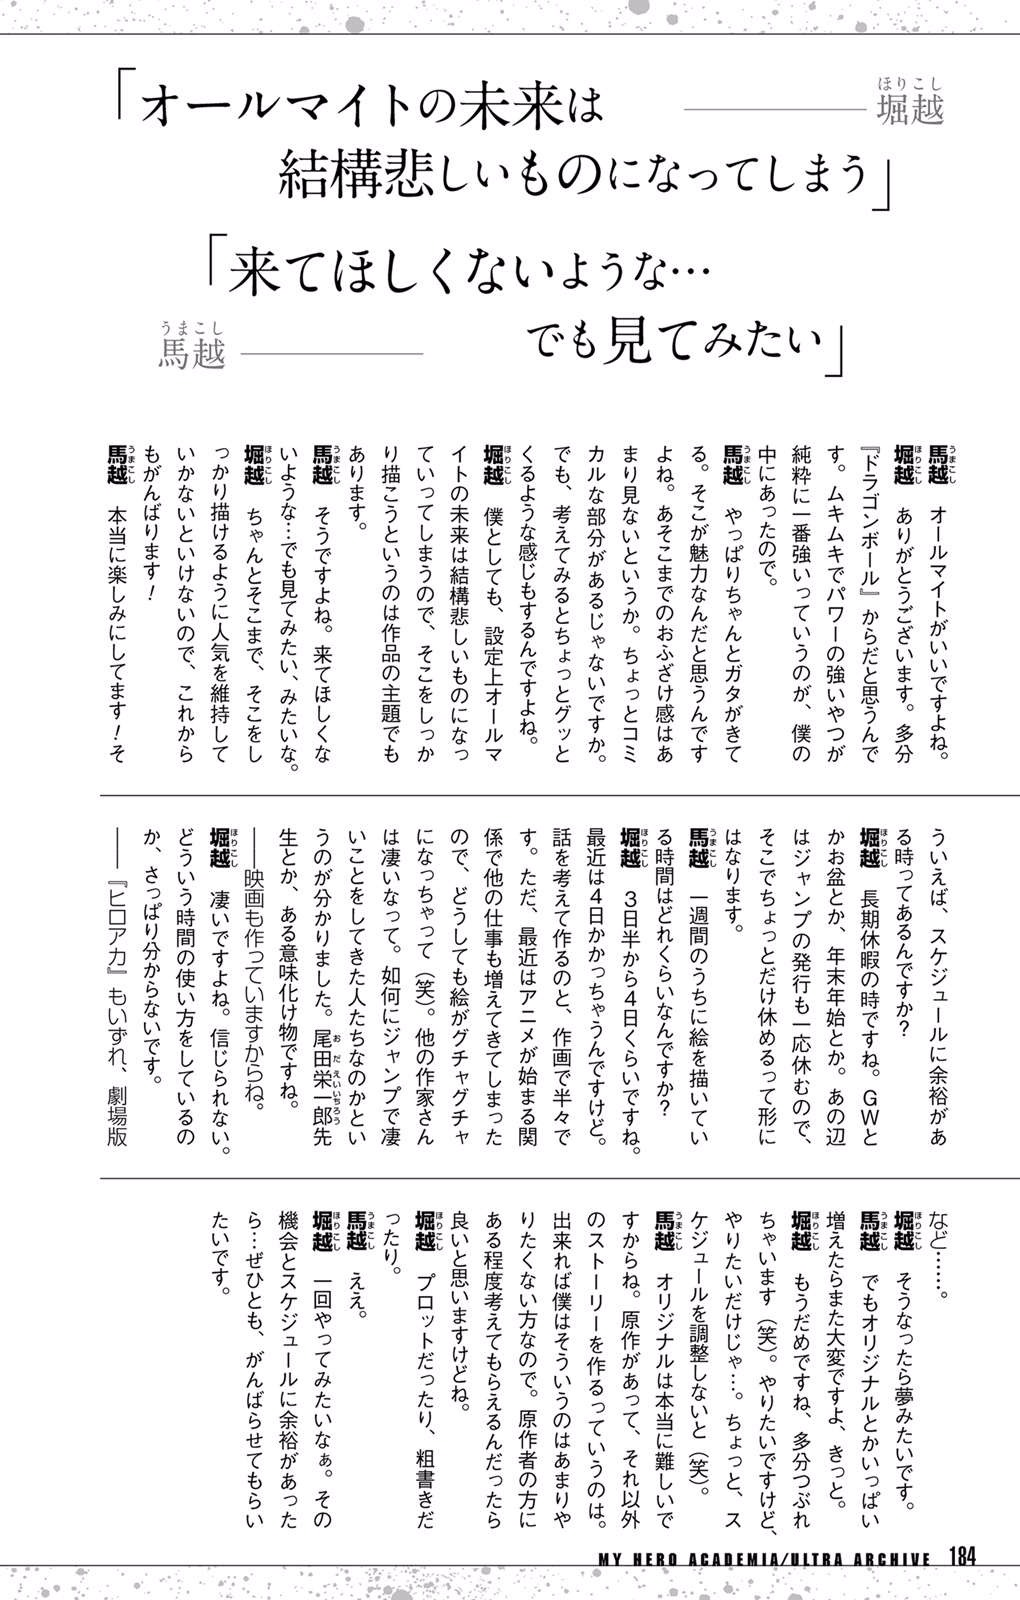 「オールマイトの未来は
結構悲しいものになってしまう」
ほりこし
堀越
「来てほしくないような…
でも見てみたい」
うまこし
馬越
馬越 オールマイトがいいですよね。
堀越 ありがとうございます。多分
『ドラゴンボール』からだと思うんで
す。ムキムキでパワーの強いやつが
純粋に一番強いっていうのが、僕の
中にあったので。
馬越 やっぱりちゃんとガタがきて
る。そこが魅力なんだと思うんです
よね。あそこまでのおふざけ感はあ
まり見ないというか。ちょっとコミ
カルな部分があるじゃないですか。
でも、考えてみるとちょっとグッと
くるような感じもするんですよね。
堀越 僕としても、設定上オールマ
イトの未来は結構悲しいものになっ
ていってしまうので、そこをしっか
り描こうというのは作品の主題でも
あります。
馬越 そうですよね。来てほしくな
いような…でも見てみたい、みたいな。
堀越 ちゃんとそこまで、そこをし
っかり描けるように人気を維持して
いかないといけないので、これから
もがんばります!
馬越 本当に楽しみにしてます!そ
ういえば、スケジュールに余裕があ
る時ってあるんですか?
堀越 長期休暇の時ですね。GWと
かお盆とか、年末年始とか。あの辺
はジャンプの発行も一応休むので、
そこでちょっとだけ休めるって形に
はなります。
馬越 一週間のうちに絵を描いてい
る時間はどれくらいなんですか?
堀越 3日半から4日くらいですね。
最近は4日かかっちゃうんですけど。
話を考えて作るのと、作画で半々で
す。ただ、最近はアニメが始まる関
係で他の仕事も増えてきてしまった
ので、どうしても絵がグチャグチャ
になっちゃって(笑)。他の作家さん
は凄いなって。如何にジャンプで凄
いことをしてきた人たちなのかとい
うのが分かりました。尾田栄一郎先
生とか、ある意味化け物ですね。
――映画も作っていますからね。
堀越 凄いですよね。信じられない。
どういう時間の使い方をしているの
か、さっぱり分からないです。
――『ヒロアカ』もいずれ、劇場版
など……。
堀越 そうなったら夢みたいです。
馬越 でもオリジナルとかいっぱい
増えたらまた大変ですよ、きっと。
堀越 もうだめですね、多分つぶれ
ちゃいます(笑)。やりたいですけど、
やりたいだけじゃ…。ちょっと、ス
ケジュールを調整しないと(笑)。
馬越 オリジナルは本当に難しいで
すからね。原作があって、それ以外
のストーリーを作るっていうのは。
出来れば僕はそういうのはあまりや
りたくない方なので。原作者の方に
ある程度考えてもらえるんだったら
良いと思いますけどね。
堀越 プロットだったり、粗書きだ
ったり。
馬越 ええ。
堀越 一回やってみたいなぁ。その
機会とスケジュールに余裕があった
ら…ぜひとも、がんばらせてもらい
たいです。
MY HERO ACADEMIA/ULTRA ARCHIVE 184